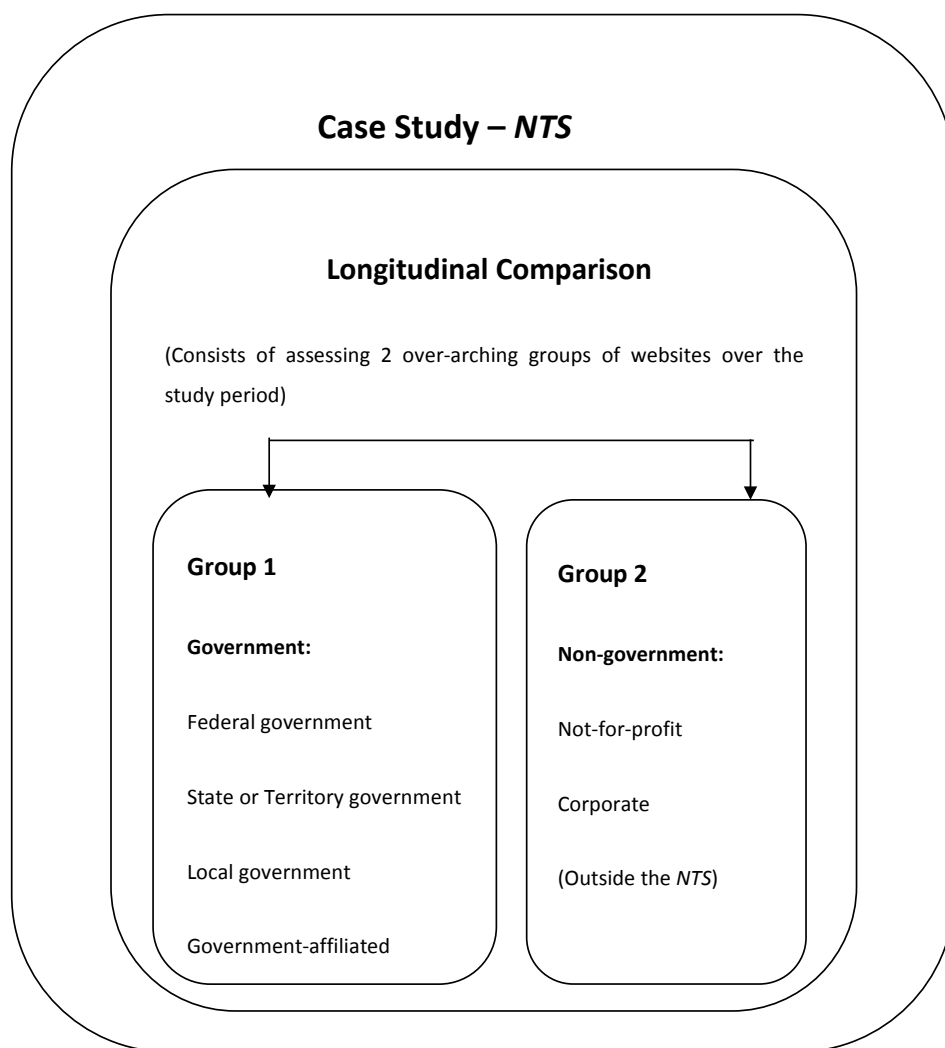 Case Study – NTS
Longitudinal Comparison
(Consists of assessing 2 over-arching groups of websites over the
study period)
Group 1
Government:
Federal government
State or Territory government
Local government
Government-affiliated
Group 2
Non-government:
Not-for-profit
Corporate
(Outside the NTS)